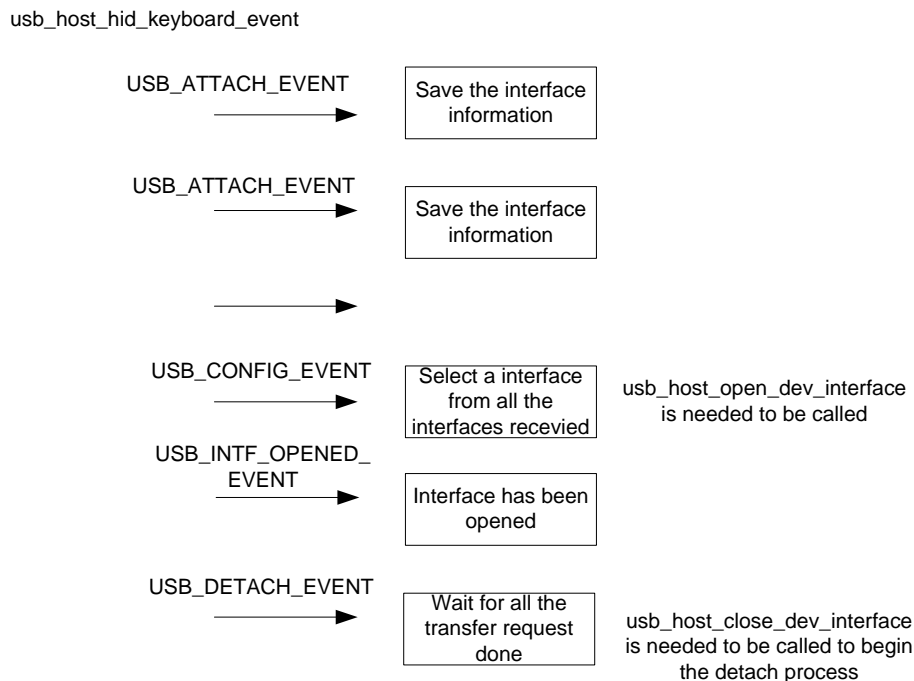 usb_host_hid_keyboard_event
USB_ATTACH_EVENT
Save the interface
information
USB_ATTACH_EVENT
Save the interface
information
USB_CONFIG_EVENT
Select a interface
from all the
interfaces recevied
usb_host_open_dev_interface
is needed to be called
USB_INTF_OPENED_
EVENT
Interface has been
opened
USB_DETACH_EVENT
Wait for all the
transfer request
done
usb_host_close_dev_interface
is needed to be called to begin
the detach process